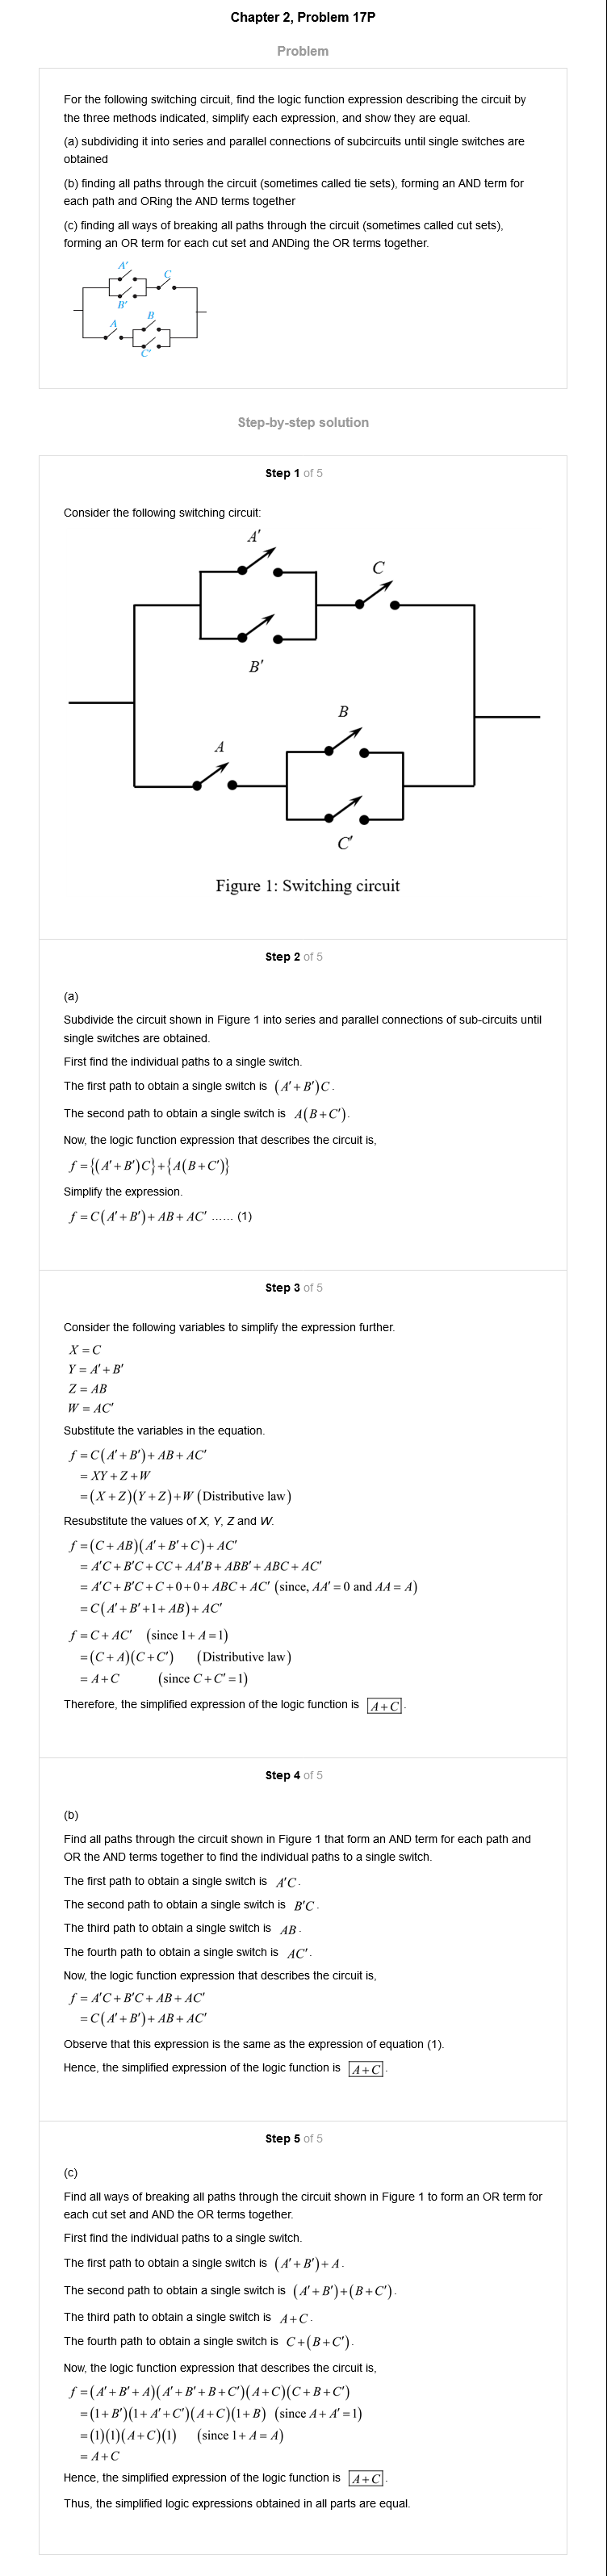 Chapter 2, Problem 17P
Problem
For the following switching circuit, find the logic function expression describing the circuit by
the three methods indicated, simplify each expression, and show they are equal.
(a) subdividing it into series and parallel connections of subcircuits until single switches are
obtained
(b) finding all paths through the circuit (sometimes called tie sets), forming an AND term for
each path and ORing the AND terms together
(c) finding all ways of breaking all paths through the circuit (sometimes called cut sets),
forming an OR term for each cut set and ANDing the OR terms together.
A′
C
B′
B
A
C′
Step-by-step solution
Step 1 of 5
Consider the following switching circuit:
A′
C
B′
B
A
C′
Figure 1: Switching circuit
Step 2 of 5
(a)
Subdivide the circuit shown in Figure 1 into series and parallel connections of sub-circuits until
single switches are obtained.
First find the individual paths to a single switch.
The first path to obtain a single switch is (A′+B′)C.
The second path to obtain a single switch is A(B+C′).
Now, the logic function expression that describes the circuit is,
f={(A′+B′)C}+{A(B+C′)}
Simplify the expression.
f=C(A′+B′)+AB+AC′ ...... (1)
Step 3 of 5
Consider the following variables to simplify the expression further.
X=C
Y=A′+B′
Z=AB
W=AC′
Substitute the variables in the equation.
f=C(A′+B′)+AB+AC′
=XY+Z+W
=(X+Z)(Y+Z)+W (Distributive law)
Resubstitute the values of X, Y, Z and W.
f=(C+AB)(A′+B′+C)+AC′
=A′C+B′C+CC+AA′B+ABB′+ABC+AC′
=A′C+B′C+C+0+0+ABC+AC′ (since, AA′=0 and AA=A)
=C(A′+B′+1+AB)+AC′
f=C+AC′ (since 1+A=1)
=(C+A)(C+C′) (Distributive law)
=A+C (since C+C′=1)
Therefore, the simplified expression of the logic function is A+C.
Step 4 of 5
(b)
Find all paths through the circuit shown in Figure 1 that form an AND term for each path and
OR the AND terms together to find the individual paths to a single switch.
The first path to obtain a single switch is A′C.
The second path to obtain a single switch is B′C.
The third path to obtain a single switch is AB.
The fourth path to obtain a single switch is AC′.
Now, the logic function expression that describes the circuit is,
f=A′C+B′C+AB+AC′
=C(A′+B′)+AB+AC′
Observe that this expression is the same as the expression of equation (1).
Hence, the simplified expression of the logic function is A+C.
Step 5 of 5
(c)
Find all ways of breaking all paths through the circuit shown in Figure 1 to form an OR term for
each cut set and AND the OR terms together.
First find the individual paths to a single switch.
The first path to obtain a single switch is (A′+B′)+A.
The second path to obtain a single switch is (A′+B′)+(B+C′).
The third path to obtain a single switch is A+C.
The fourth path to obtain a single switch is C+(B+C′).
Now, the logic function expression that describes the circuit is,
f=(A′+B′+A)(A′+B′+B+C′)(A+C)(C+B+C′)
=(1+B′)(1+A′+C′)(A+C)(1+B) (since A+A′=1)
=(1)(1)(A+C)(1) (since 1+A=A)
=A+C
Hence, the simplified expression of the logic function is A+C.
Thus, the simplified logic expressions obtained in all parts are equal.